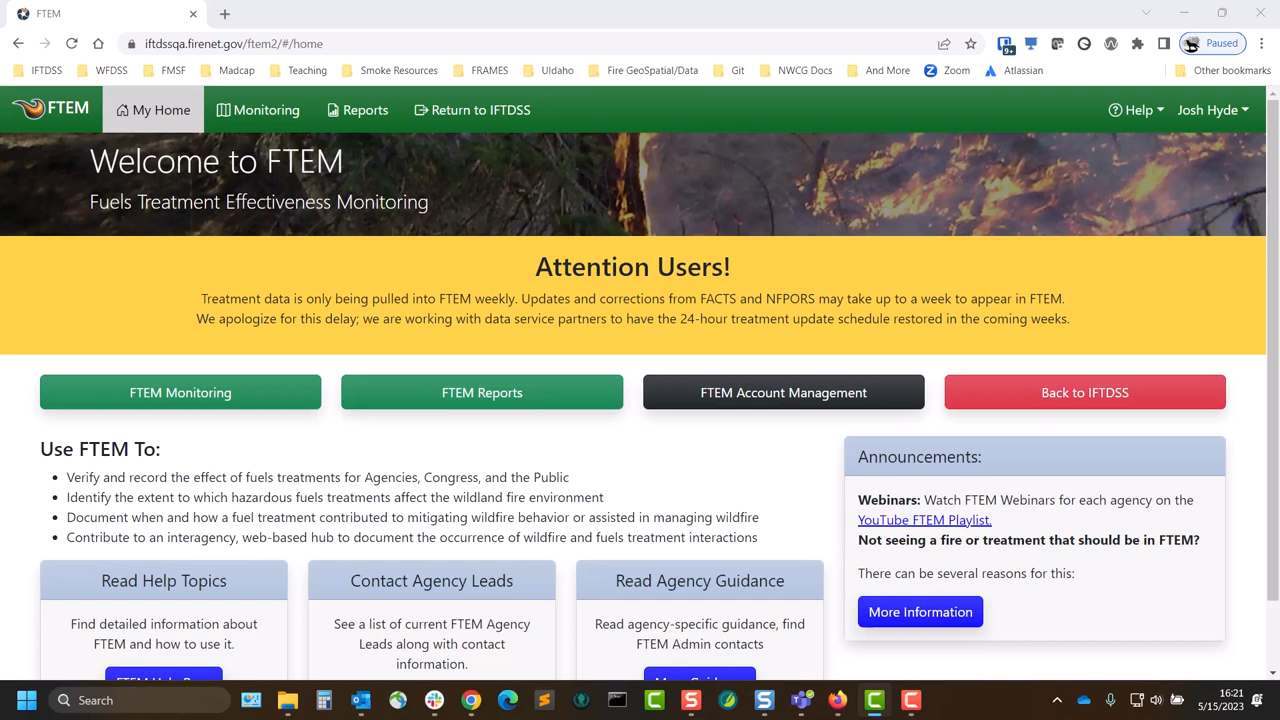 FTEM
iftdssqa.firenet.gov/ftem2/#/home
9+
Paused
IFTDSS
WFDSS
FMSF
Madcap
Teaching
Smoke Resources
FRAMES
UIdaho
Fire GeoSpatial/Data
Git
NWCG Docs
And More
Zoom
Atlassian
Other bookmarks
FTEM
My Home
Monitoring
Reports
Return to IFTDSS
Help
Josh Hyde
Welcome to FTEM
Fuels Treatment Effectiveness Monitoring
Attention Users!
Treatment data is only being pulled into FTEM weekly. Updates and corrections from FACTS and NFPORS may take up to a week to appear in FTEM.
We apologize for this delay; we are working with data service partners to have the 24-hour treatment update schedule restored in the coming weeks.
FTEM Monitoring
FTEM Reports
FTEM Account Management
Back to IFTDSS
Use FTEM To:
• Verify and record the effect of fuels treatments for Agencies, Congress, and the Public
• Identify the extent to which hazardous fuels treatments affect the wildland fire environment
• Document when and how a fuel treatment contributed to mitigating wildfire behavior or assisted in managing wildfire
• Contribute to an interagency, web-based hub to document the occurrence of wildfire and fuels treatment interactions
Announcements:
Webinars: Watch FTEM Webinars for each agency on the
YouTube FTEM Playlist.
Not seeing a fire or treatment that should be in FTEM?
There can be several reasons for this:
More Information
Read Help Topics
Find detailed information about
FTEM and how to use it.
Contact Agency Leads
See a list of current FTEM Agency
Leads along with contact
information.
Read Agency Guidance
Read agency-specific guidance, find
FTEM Admin contacts
Search
16:21
5/15/2023